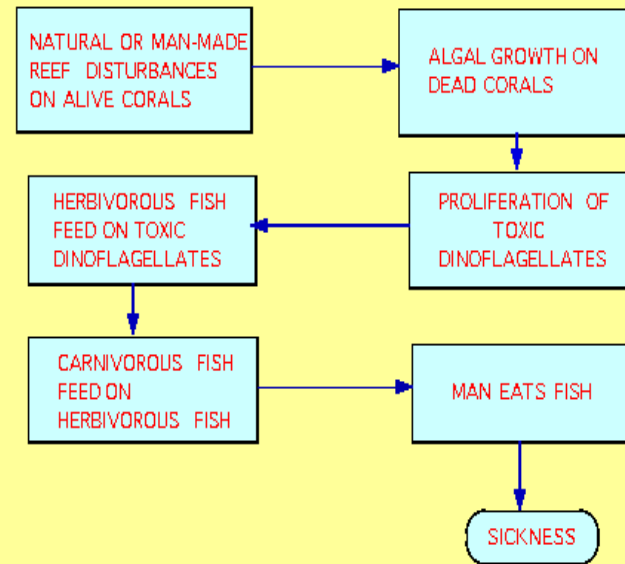 NATURAL OR MAN-MADE
REEF DISTURBANCES
ON ALIVE CORALS
ALGAL GROWTH ON
DEAD CORALS
PROLIFERATION OF
TOXIC
DINOFLAGELLATES
HERBIVOROUS FISH
FEED ON TOXIC
DINOFLAGELLATES
CARNIVOROUS FISH
FEED ON
HERBIVOROUS FISH
MAN EATS FISH
SICKNESS